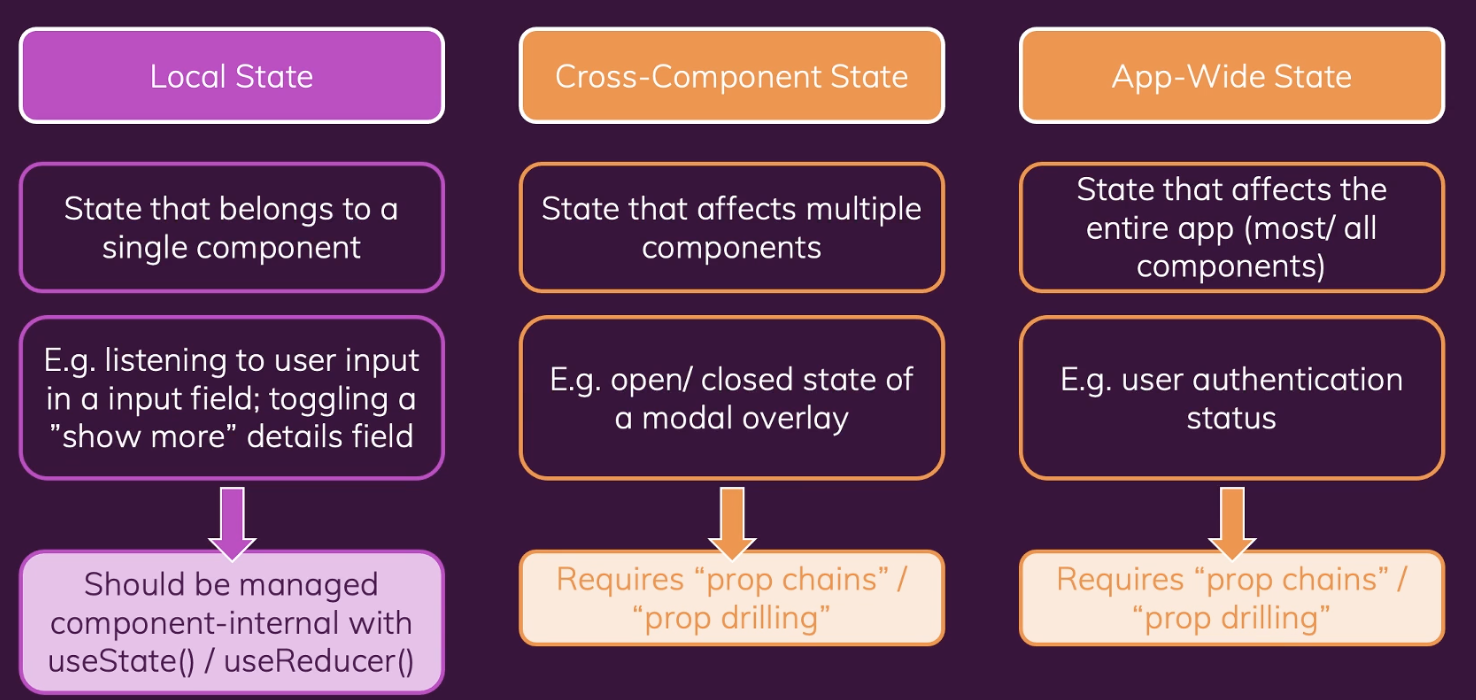 Local State
State that belongs to a
single component
E.g. listening to user input
in a input field; toggling a
”show more” details field
Should be managed
component-internal with
useState() / useReducer()
Cross-Component State
State that affects multiple
components
E.g. open/ closed state of
a modal overlay
Requires “prop chains” /
“prop drilling”
App-Wide State
State that affects the
entire app (most/ all
components)
E.g. user authentication
status
Requires “prop chains” /
“prop drilling”